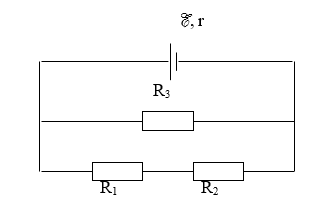 ℰ, r
R₃
R₁ R₂